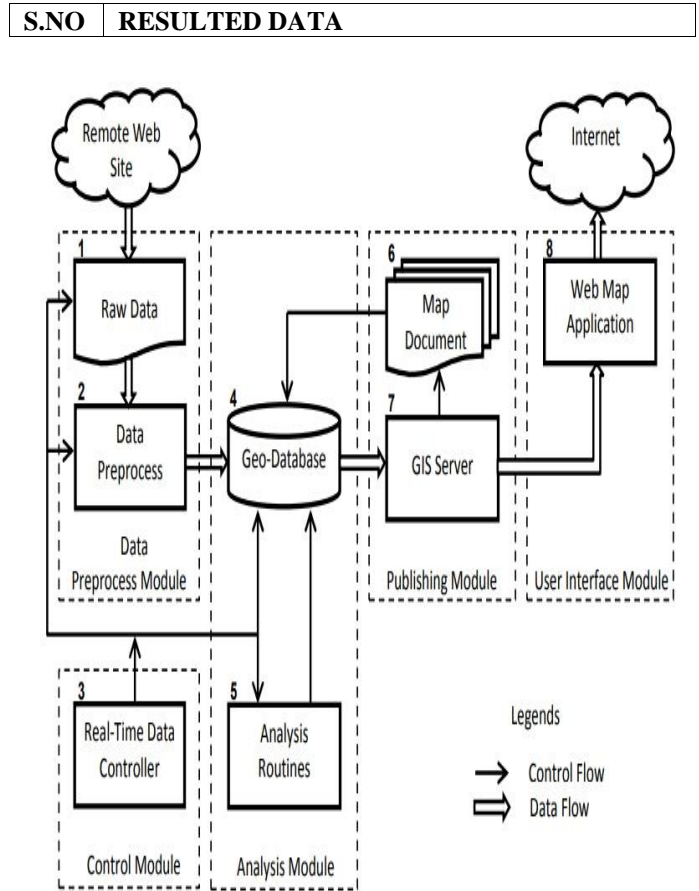 S.NO RESULTED DATA
Remote Web
Site
Internet
1
Raw Data
2
Data
Preprocess
Data
Preprocess Module
3
Real-Time Data
Controller
Control Module
4
Geo-Database
5
Analysis
Routines
Analysis Module
6
Map
Document
7
GIS Server
Publishing Module
8
Web Map
Application
User Interface Module
Legends
Control Flow
Data Flow